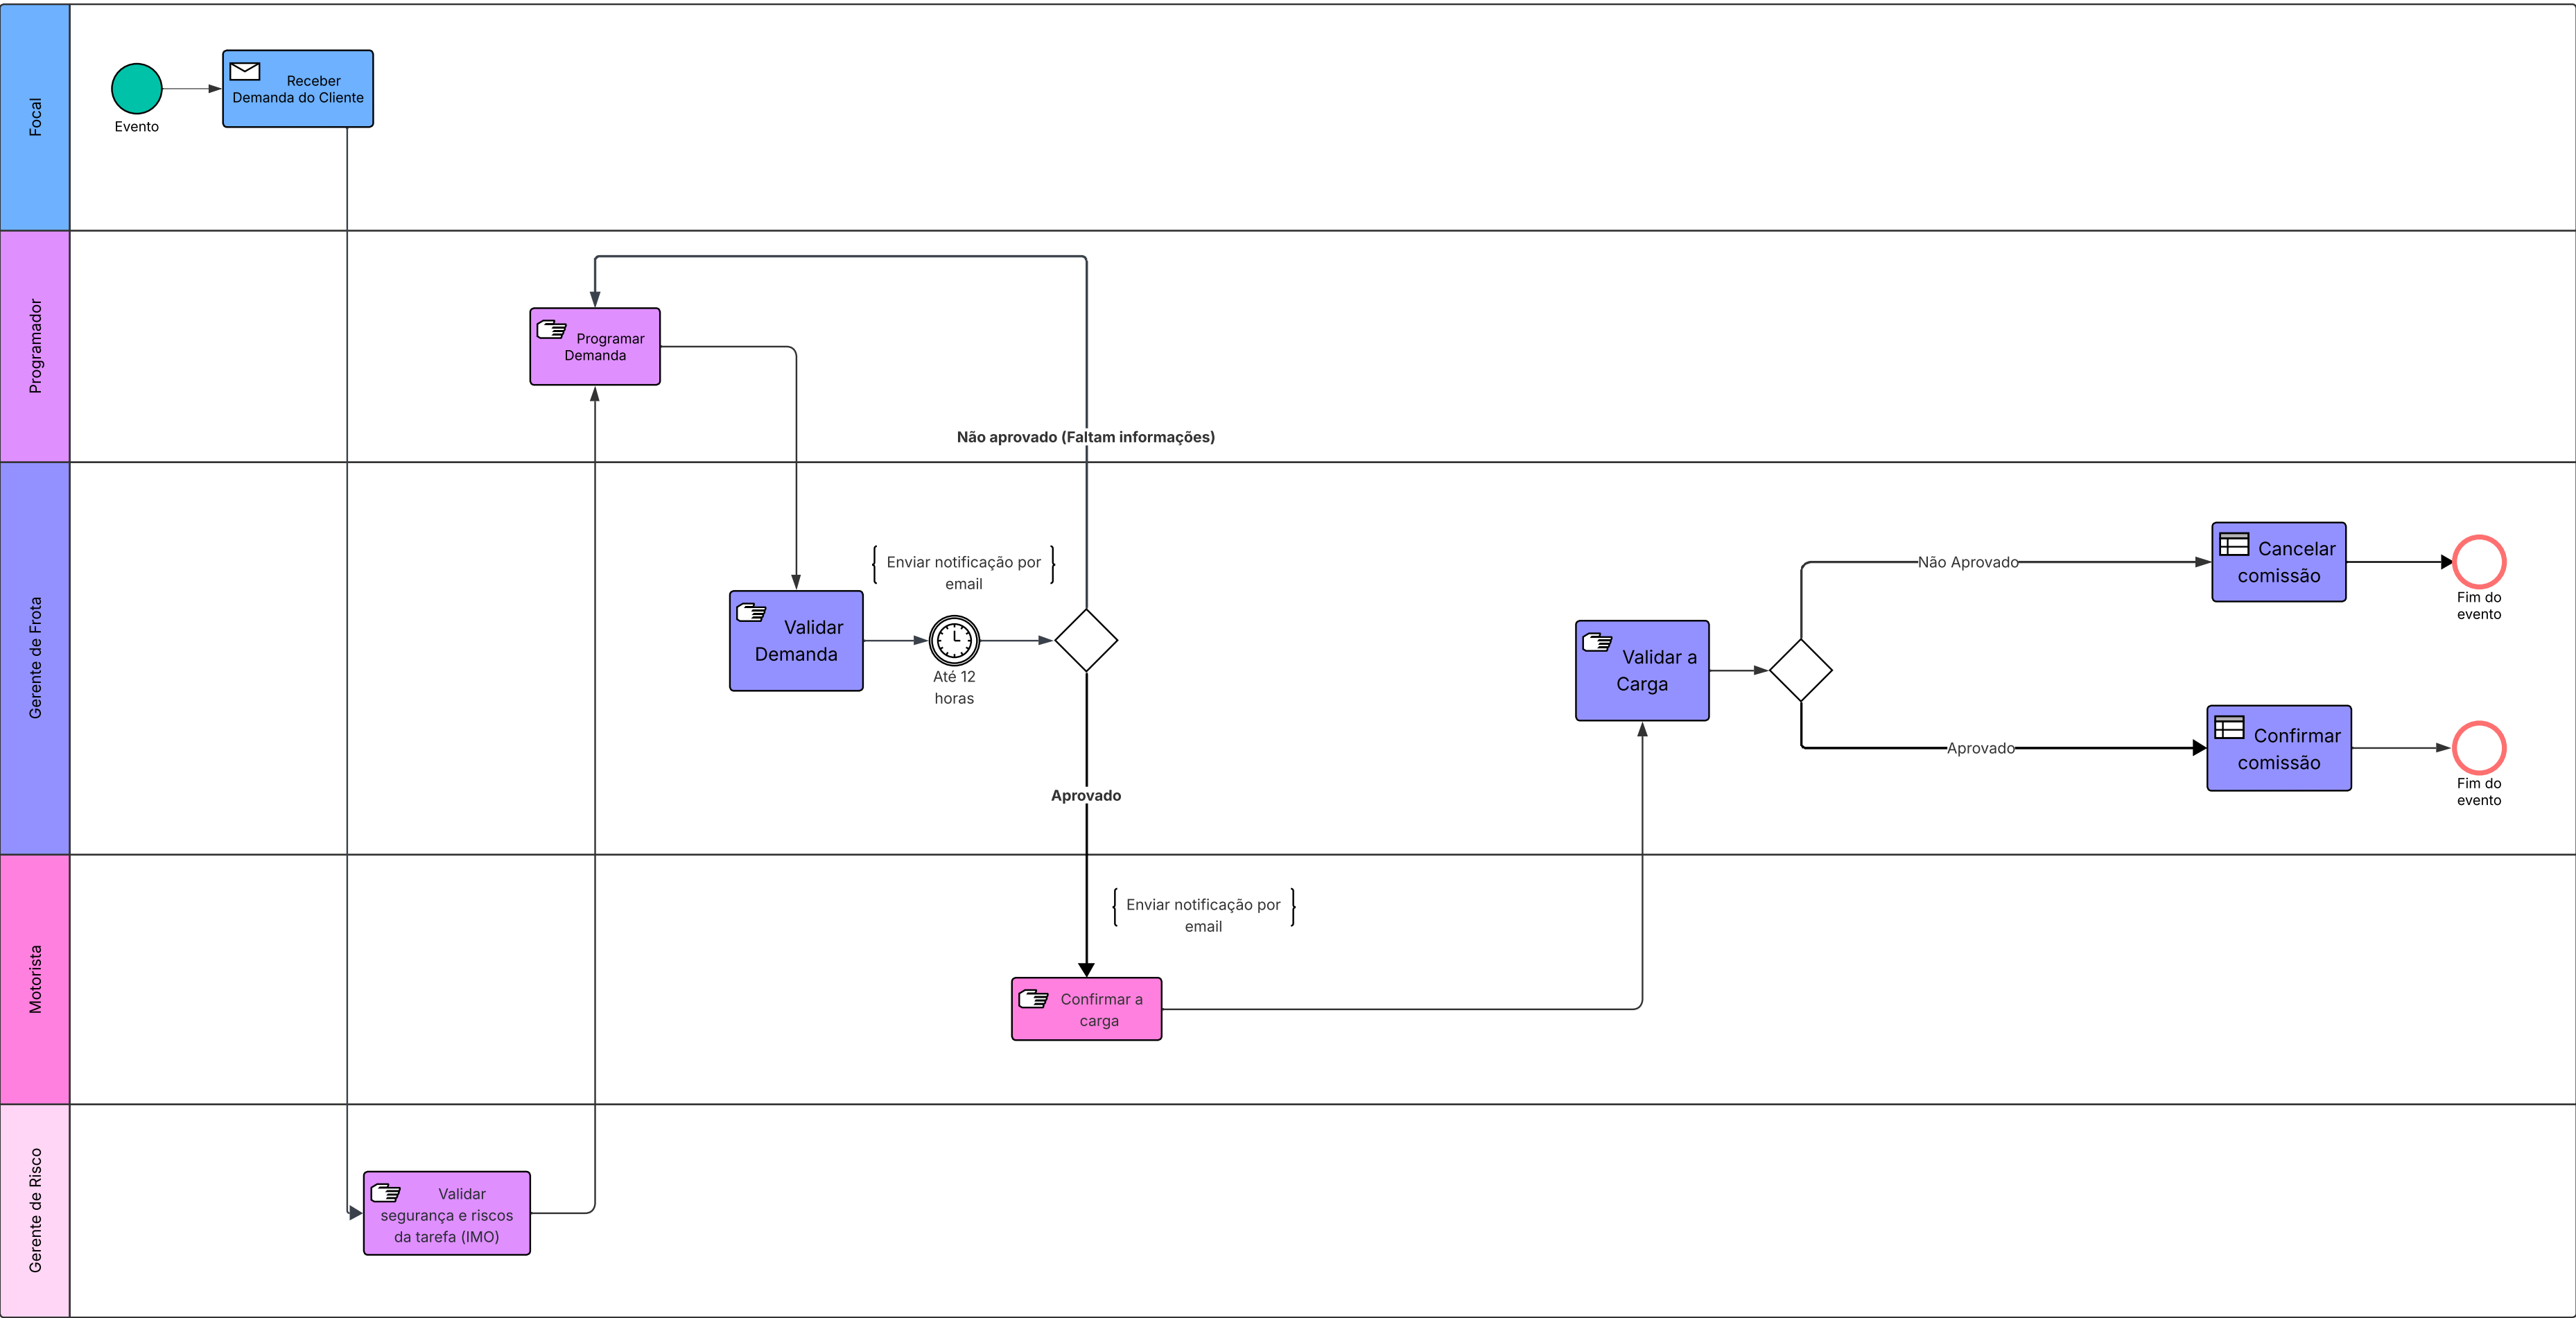 Focal
Evento
Receber
Demanda do Cliente
Programador
Programar
Demanda
Não aprovado (Faltam informações)
Gerente de Frota
Validar
Demanda
Enviar notificação por
email
Até 12
horas
Aprovado
Validar a
Carga
Não Aprovado
Cancelar
comissão
Fim do
evento
Aprovado
Confirmar
comissão
Fim do
evento
Motorista
Enviar notificação por
email
Confirmar a
carga
Gerente de Risco
Validar
segurança e riscos
da tarefa (IMO)